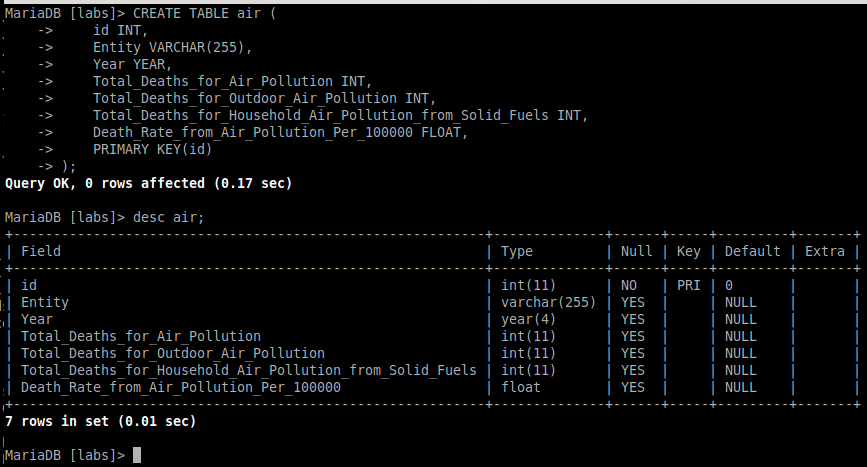 MariaDB [labs]> CREATE TABLE air (
    ->     id INT,
    ->     Entity VARCHAR(255),
    ->     Year YEAR,
    ->     Total_Deaths_for_Air_Pollution INT,
    ->     Total_Deaths_for_Outdoor_Air_Pollution INT,
    ->     Total_Deaths_for_Household_Air_Pollution_from_Solid_Fuels INT,
    ->     Death_Rate_from_Air_Pollution_Per_100000 FLOAT,
    ->     PRIMARY KEY(id)
    -> );
Query OK, 0 rows affected (0.17 sec)

MariaDB [labs]> desc air;
+-----------------------------------------------------------+--------------+------+-----+---------+-------+
| Field                                                     | Type         | Null | Key | Default | Extra |
+-----------------------------------------------------------+--------------+------+-----+---------+-------+
| id                                                        | int(11)      | NO   | PRI | 0       |       |
| Entity                                                    | varchar(255) | YES  |     | NULL    |       |
| Year                                                      | year(4)      | YES  |     | NULL    |       |
| Total_Deaths_for_Air_Pollution                            | int(11)      | YES  |     | NULL    |       |
| Total_Deaths_for_Outdoor_Air_Pollution                    | int(11)      | YES  |     | NULL    |       |
| Total_Deaths_for_Household_Air_Pollution_from_Solid_Fuels | int(11)      | YES  |     | NULL    |       |
| Death_Rate_from_Air_Pollution_Per_100000                  | float        | YES  |     | NULL    |       |
+-----------------------------------------------------------+--------------+------+-----+---------+-------+
7 rows in set (0.01 sec)

MariaDB [labs]>